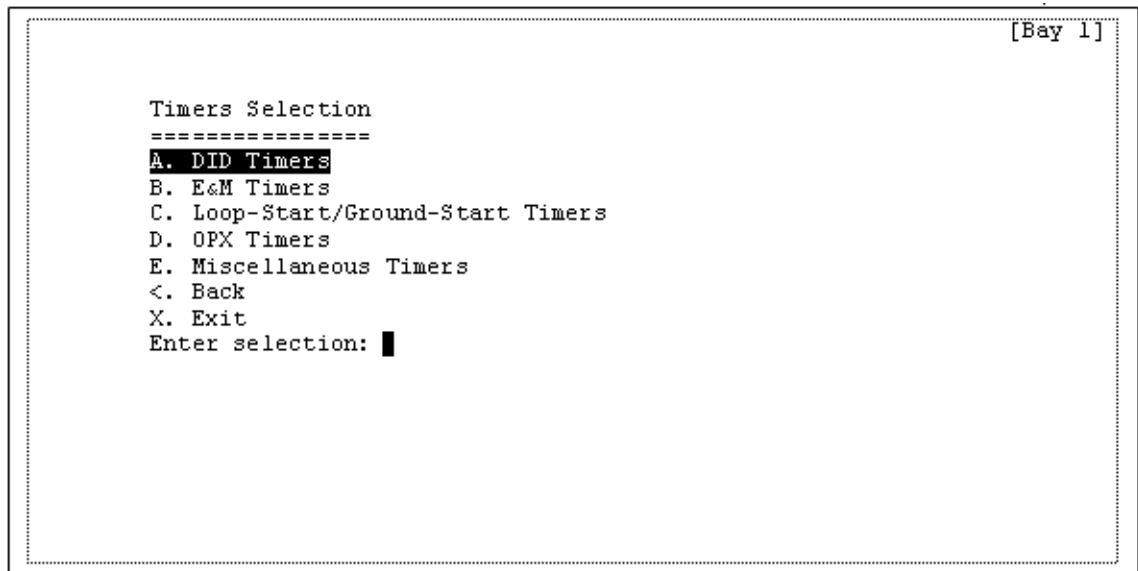 [Bay 1]
Timers Selection
================
A. DID Timers
B. E&M Timers
C. Loop-Start/Ground-Start Timers
D. OPX Timers
E. Miscellaneous Timers
<. Back
X. Exit
Enter selection: